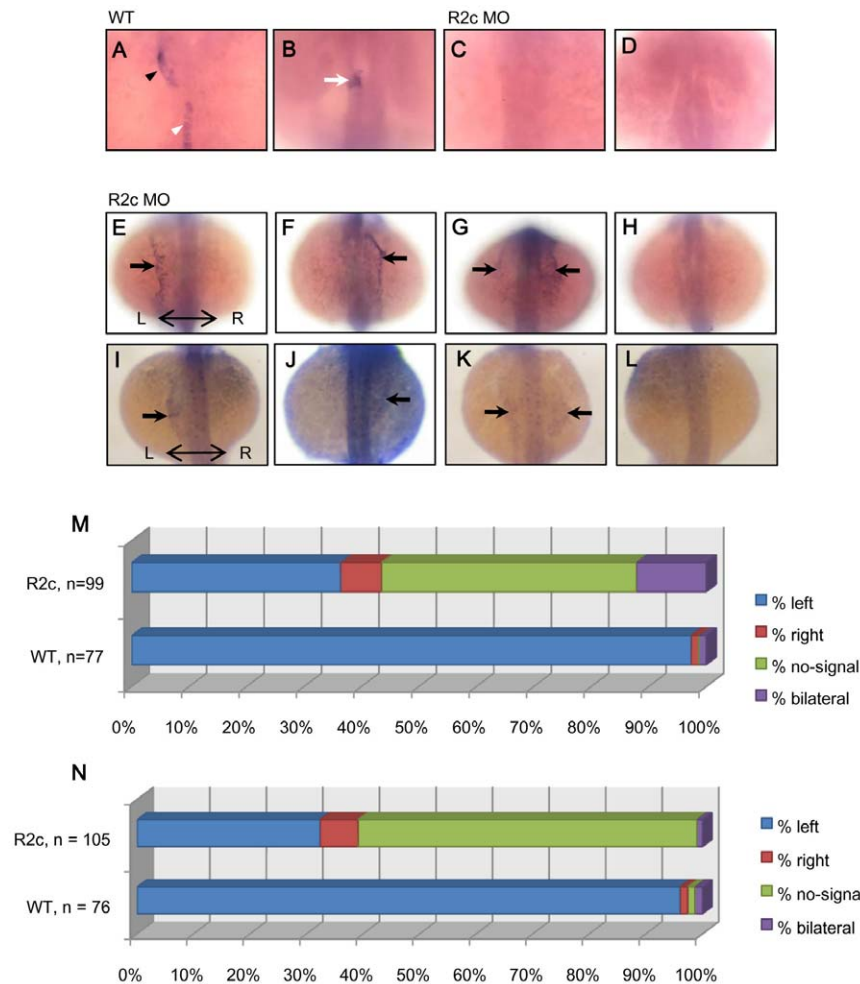 WT
R2c MO
A
B
C
D
R2c MO
E
F
G
H
L R
I
J
K
L
L R
M
R2c, n=99
WT, n=77
0% 10% 20% 30% 40% 50% 60% 70% 80% 90% 100%
% left
% right
% no-signal
% bilateral
N
R2c, n = 105
WT, n = 76
0% 10% 20% 30% 40% 50% 60% 70% 80% 90% 100%
% left
% right
% no-signal
% bilateral